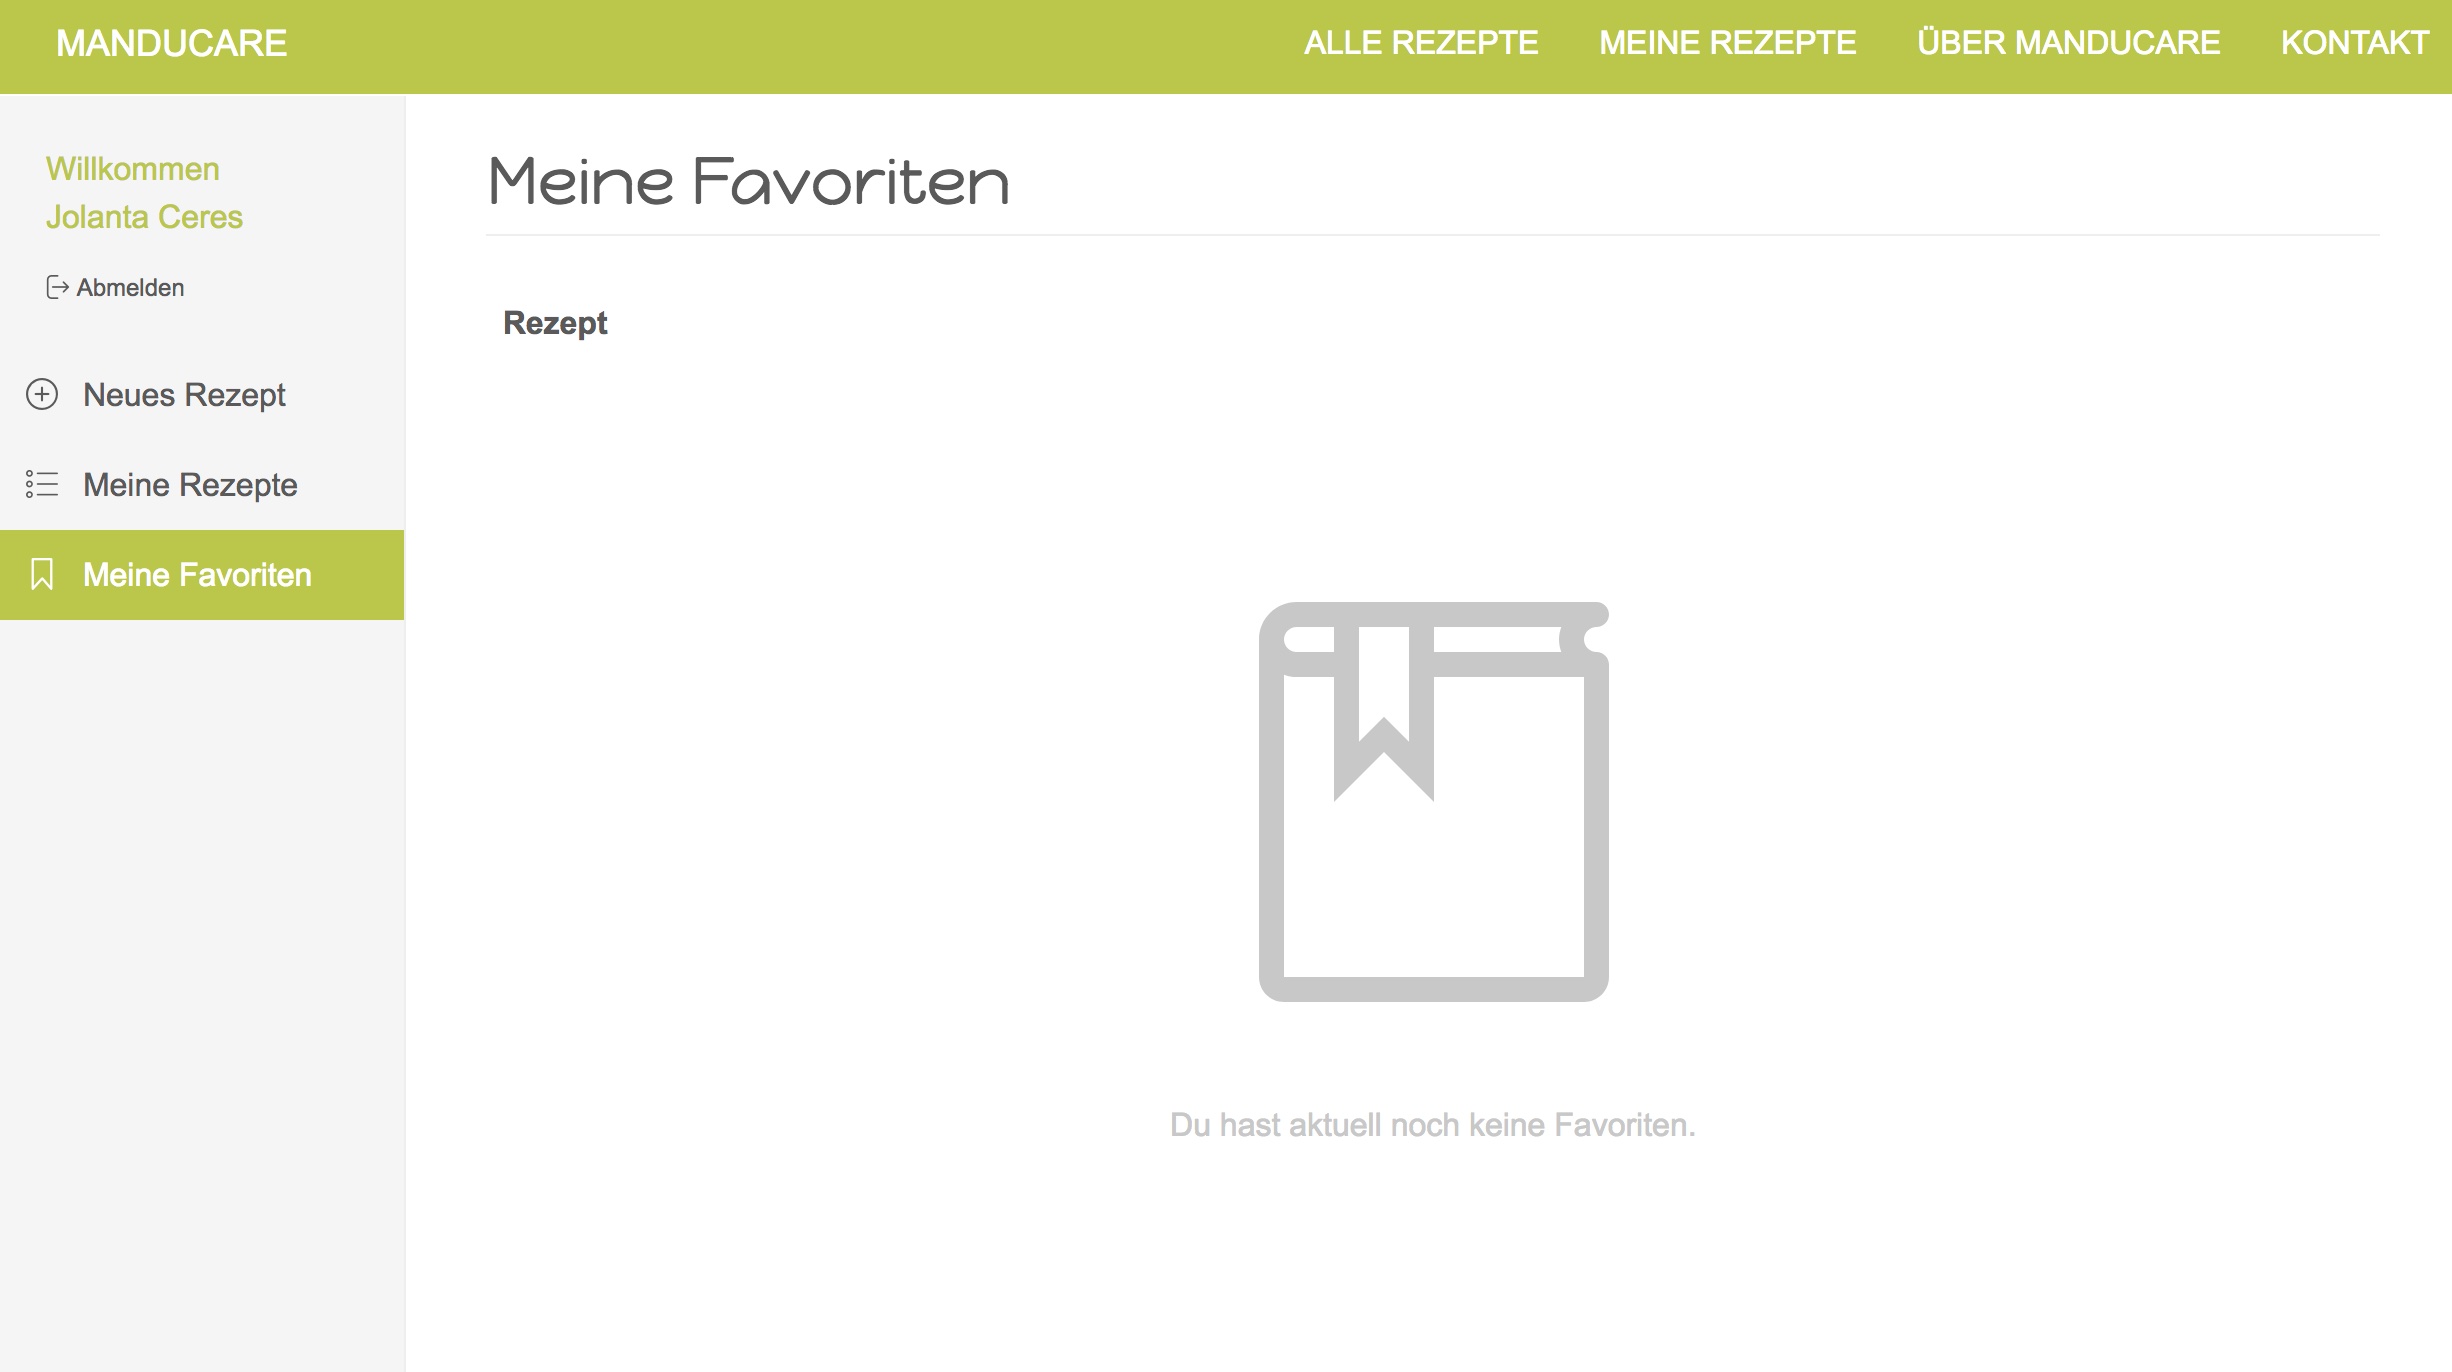 MANDUCARE
ALLE REZEPTE
MEINE REZEPTE
ÜBER MANDUCARE
KONTAKT
Willkommen
Jolanta Ceres
Abmelden
Neues Rezept
Meine Rezepte
Meine Favoriten
Meine Favoriten
Rezept
Du hast aktuell noch keine Favoriten.